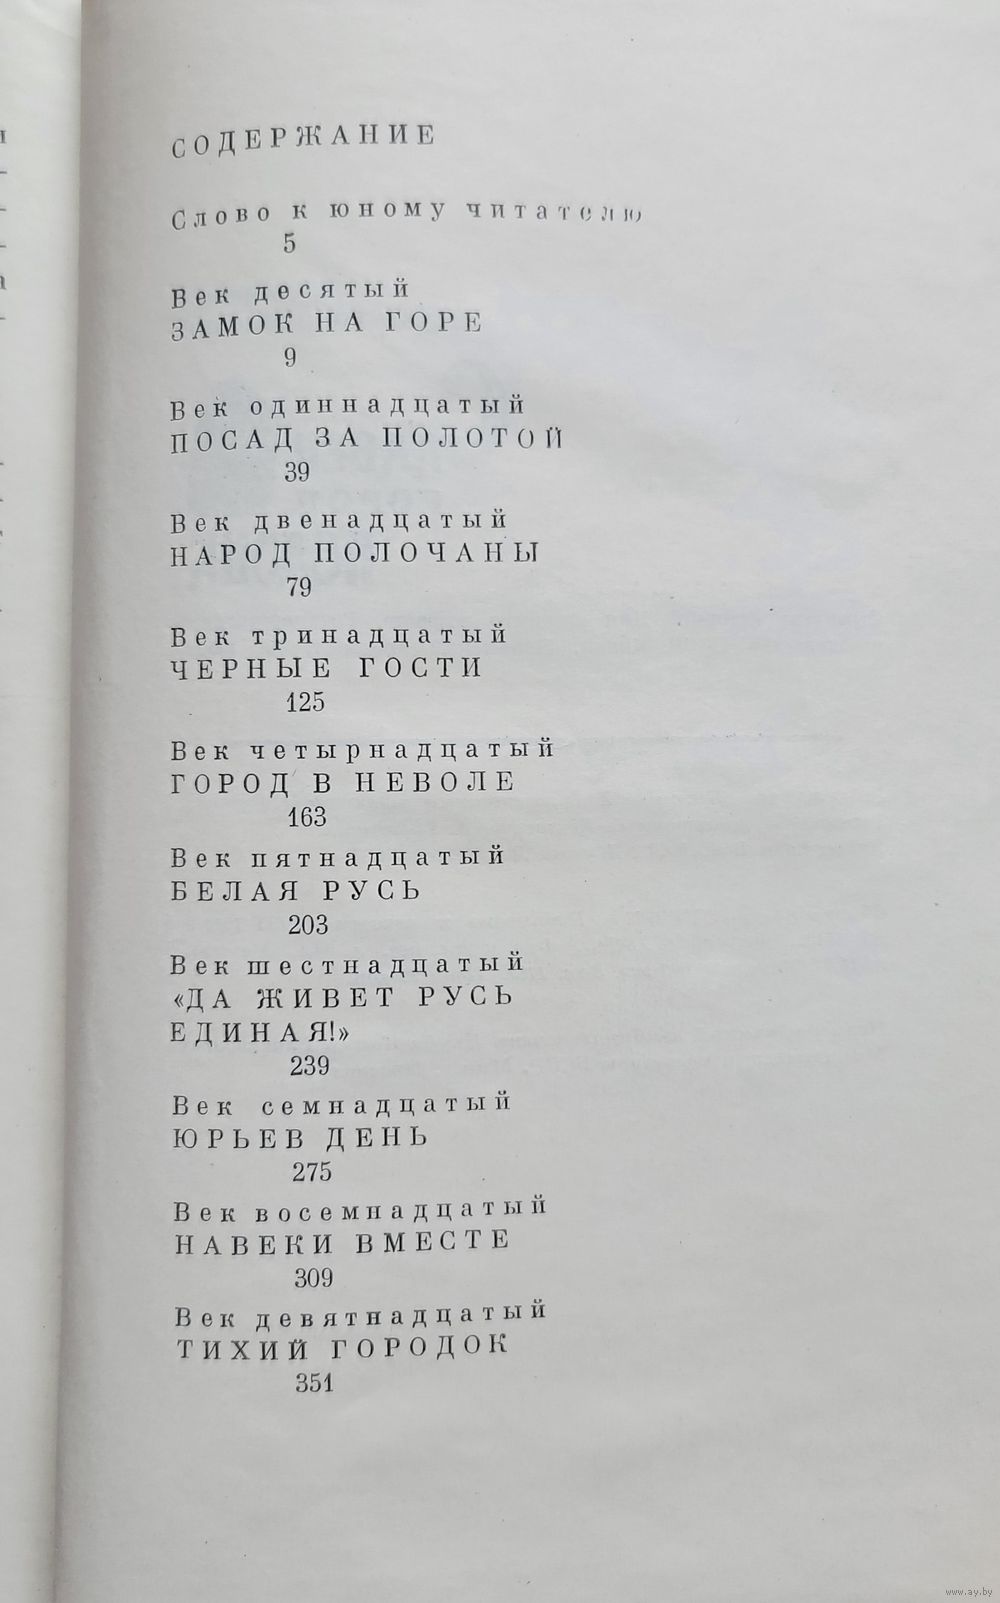 СОДЕРЖАНИЕ
Слово к юному читателю
5
Век десятый
ЗАМОК НА ГОРЕ
9
Век одиннадцатый
ПОСАД ЗА ПОЛОТОЙ
39
Век двенадцатый
НАРОД ПОЛОЧАНЫ
79
Век тринадцатый
ЧЕРНЫЕ ГОСТИ
125
Век четырнадцатый
ГОРОД В НЕВОЛЕ
163
Век пятнадцатый
БЕЛАЯ РУСЬ
203
Век шестнадцатый
«ДА ЖИВЕТ РУСЬ
ЕДИНАЯ!»
239
Век семнадцатый
ЮРЬЕВ ДЕНЬ
275
Век восемнадцатый
НАВЕКИ ВМЕСТЕ
309
Век девятнадцатый
ТИХИЙ ГОРОДОК
351
www.ay.by